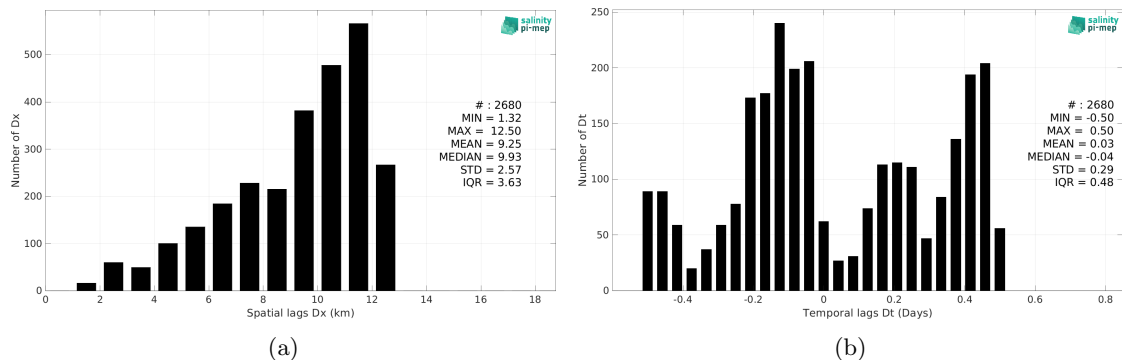 salinity
pi-mep
Number of Dx
500
400
300
200
100
0
# : 2680
MIN = 1.32
MAX = 12.50
MEAN = 9.25
MEDIAN = 9.93
STD = 2.57
IQR = 3.63
0 2 4 6 8 10 12 14 16 18
Spatial lags Dx (km)
(a)
salinity
pi-mep
Number of Dt
250
200
150
100
50
0
# : 2680
MIN = -0.50
MAX = 0.50
MEAN = 0.03
MEDIAN = -0.04
STD = 0.29
IQR = 0.48
-0.4 -0.2 0 0.2 0.4 0.6 0.8
Temporal lags Dt (Days)
(b)